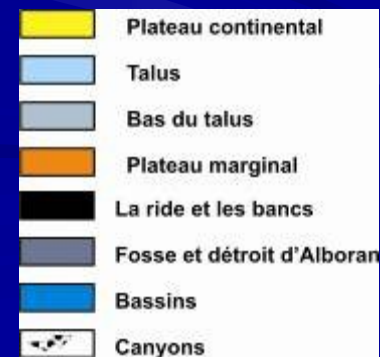 Plateau continental
Talus
Bas du talus
Plateau marginal
La ride et les bancs
Fosse et détroit d'Alboran
Bassins
Canyons